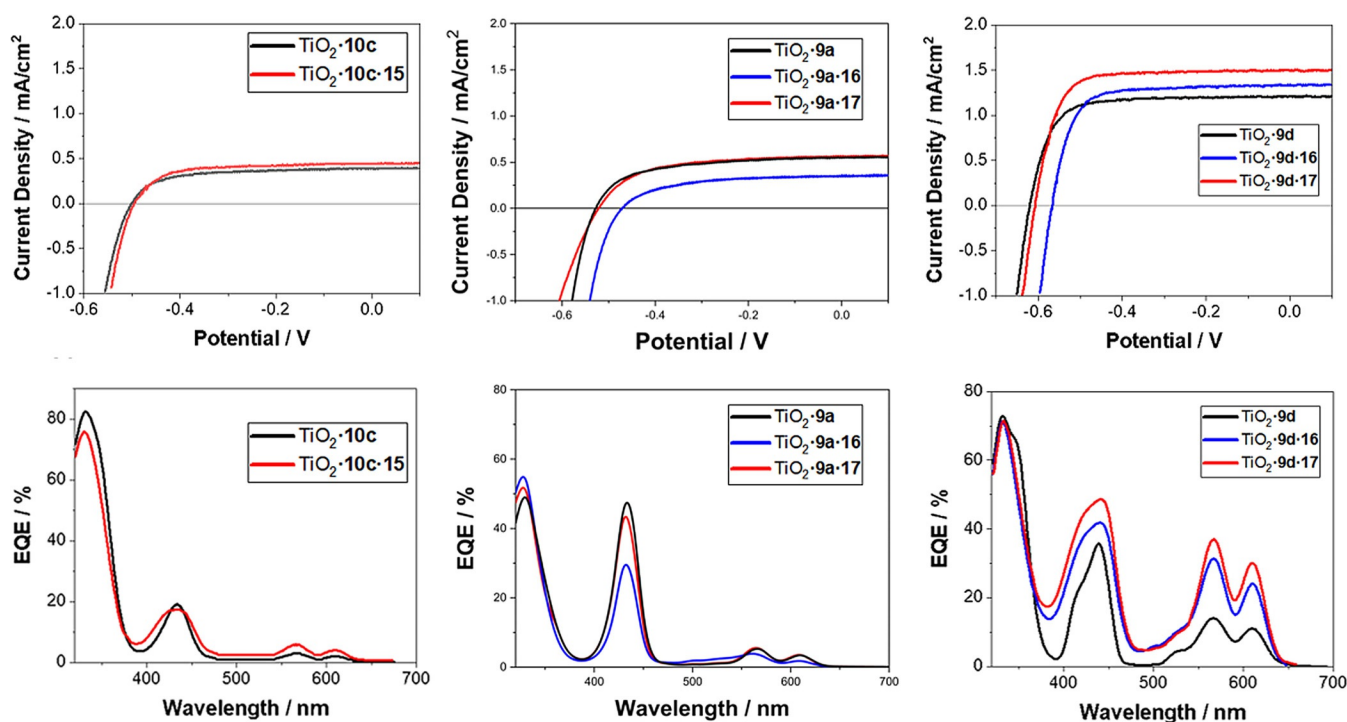 2.0
1.5
1.0
0.5
0.0
-0.5
-1.0
Current Density / mA/cm²
TiO₂·10c
TiO₂·10c·15
-0.6 -0.4 -0.2 0.0
Potential / V
2.0
1.5
1.0
0.5
0.0
-0.5
-1.0
Current Density / mA/cm²
TiO₂·9a
TiO₂·9a·16
TiO₂·9a·17
-0.6 -0.4 -0.2 0.0
Potential / V
2.0
1.5
1.0
0.5
0.0
-0.5
-1.0
Current Density / mA/cm²
TiO₂·9d
TiO₂·9d·16
TiO₂·9d·17
-0.6 -0.4 -0.2 0.0
Potential / V
80
60
40
20
0
EQE / %
TiO₂·10c
TiO₂·10c·15
400 500 600 700
Wavelength / nm
80
60
40
20
0
EQE / %
TiO₂·9a
TiO₂·9a·16
TiO₂·9a·17
400 500 600 700
Wavelength / nm
80
60
40
20
0
EQE / %
TiO₂·9d
TiO₂·9d·16
TiO₂·9d·17
400 500 600 700
Wavelength / nm